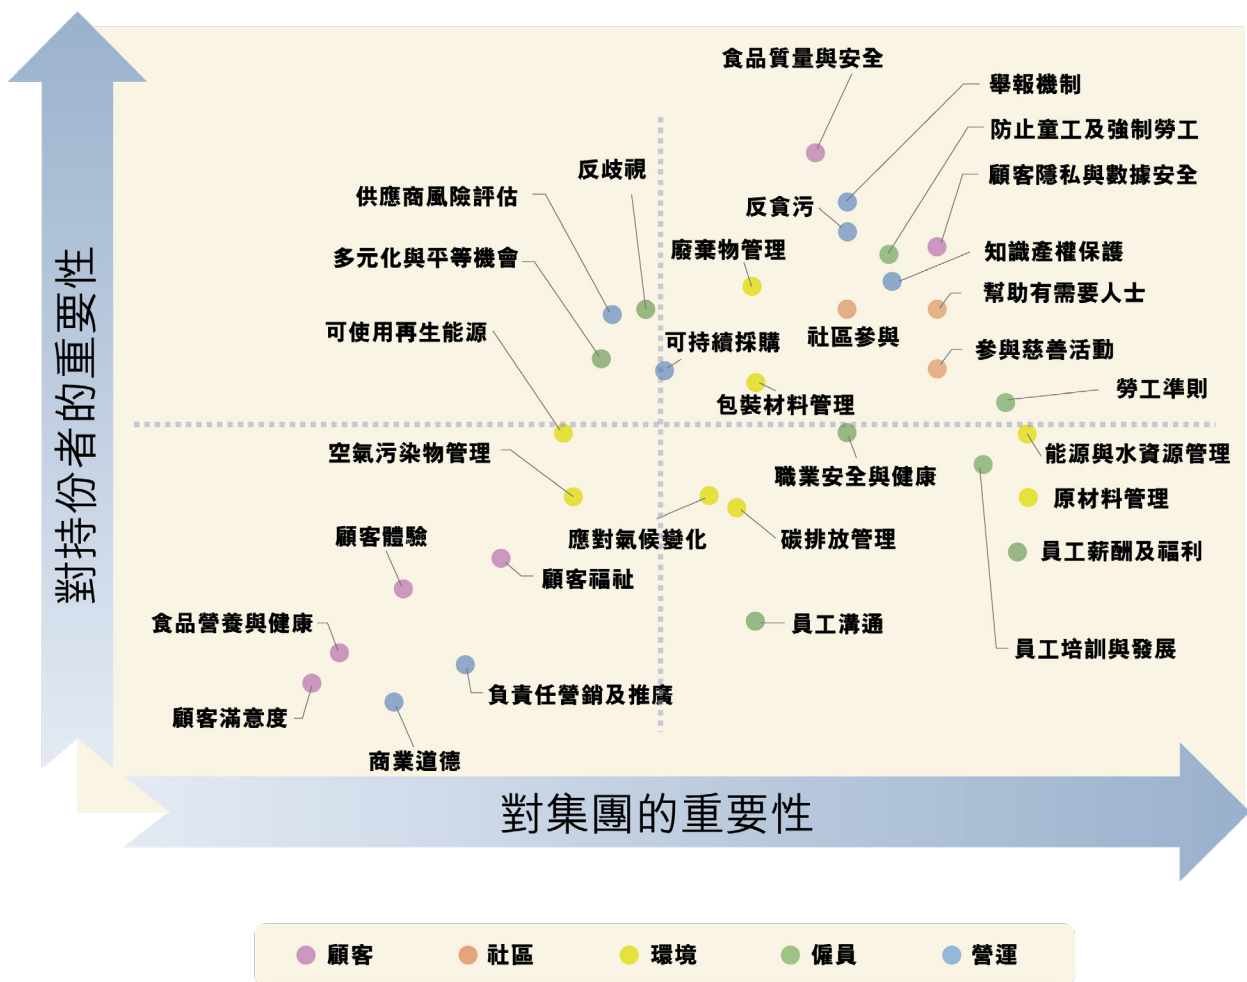 食品質量與安全
舉報機制
防止童工及強制勞工
反歧視
顧客隱私與數據安全
供應商風險評估
反貪污
廢棄物管理
知識產權保護
多元化與平等機會
幫助有需要人士
可使用再生能源
可持續採購
社區參與
參與慈善活動
勞工準則
包裝材料管理
空氣污染物管理
能源與水資源管理
職業安全與健康
原材料管理
顧客體驗
應對氣候變化
碳排放管理
員工薪酬及福利
顧客福祉
食品營養與健康
員工溝通
員工培訓與發展
負責任營銷及推廣
顧客滿意度
商業道德
對持份者的重要性
對集團的重要性
顧客
社區
環境
僱員
營運